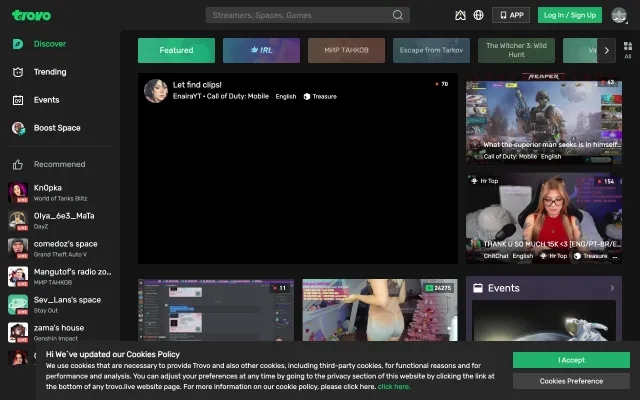 trovo
Streamers, Spaces, Games
APP
Log In / Sign Up
Discover
Trending
Events
Boost Space
Recommened
KnOpka
World of Tanks Blitz
LIVE
Olya_6e3_MaTa
DayZ
LIVE
comedoz's space
Grand Theft Auto V
LIVE
Mangutof's radio zo...
МИР ТАНКОВ
LIVE
Sev_Lans's space
Stay Out
LIVE
zama's house
Genshin Impact
LIVE
Featured
IRL
МИР ТАНКОВ
Escape from Tarkov
The Witcher 3: Wild
Hunt
Va
All
Let find clips!
EnairaYT • Call of Duty: Mobile English Treasure
70
REAPER
63
What the superior man seeks is in himself...
Call of Duty: Mobile English
Hr Top
154
THANK U SO MUCH 15K <3 [ENG/PT-BR/E...
ChitChat English Hr Top Treasure ...
11
24275
Events
Hi We`ve updated our Cookies Policy
We use cookies that are necessary to provide Trovo and also other cookies, including third-party cookies, for functional reasons and for
performance and analysis. You can adjust your preferences at any time by going to the privacy section of this website by clicking the link at
the bottom of any trovo.live website page. For more information on our cookie policy, please click here. click here.
I Accept
Cookies Preference